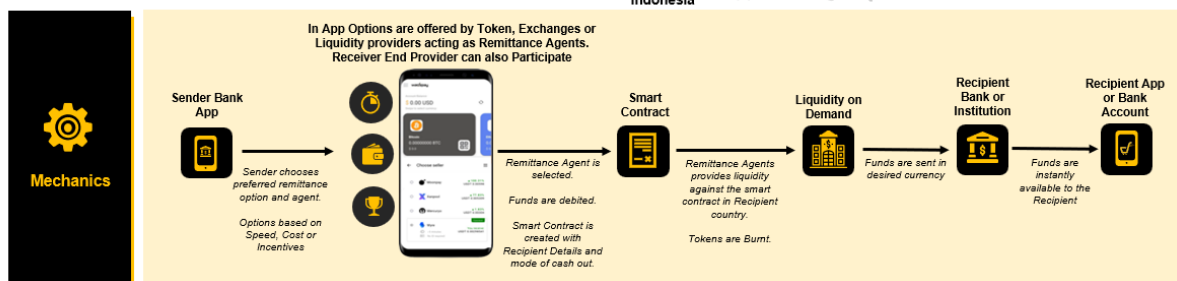 Indonesia
Mechanics
In App Options are offered by Token, Exchanges or
Liquidity providers acting as Remittance Agents.
Receiver End Provider can also Participate
Sender Bank
App
Sender chooses
preferred remittance
option and agent.
Options based on
Speed, Cost or
Incentives
0.00 USD
Choose seller
Remittance Agent is
selected.
Funds are debited.
Smart Contract is
created with
Recipient Details and
mode of cash out.
Smart
Contract
Remittance Agents
provides liquidity
against the smart
contract in Recipient
country.
Tokens are Burnt.
Liquidity on
Demand
Funds are sent in
desired currency
Recipient
Bank or
Institution
Funds are
instantly
available to the
Recipient
Recipient App
or Bank
Account